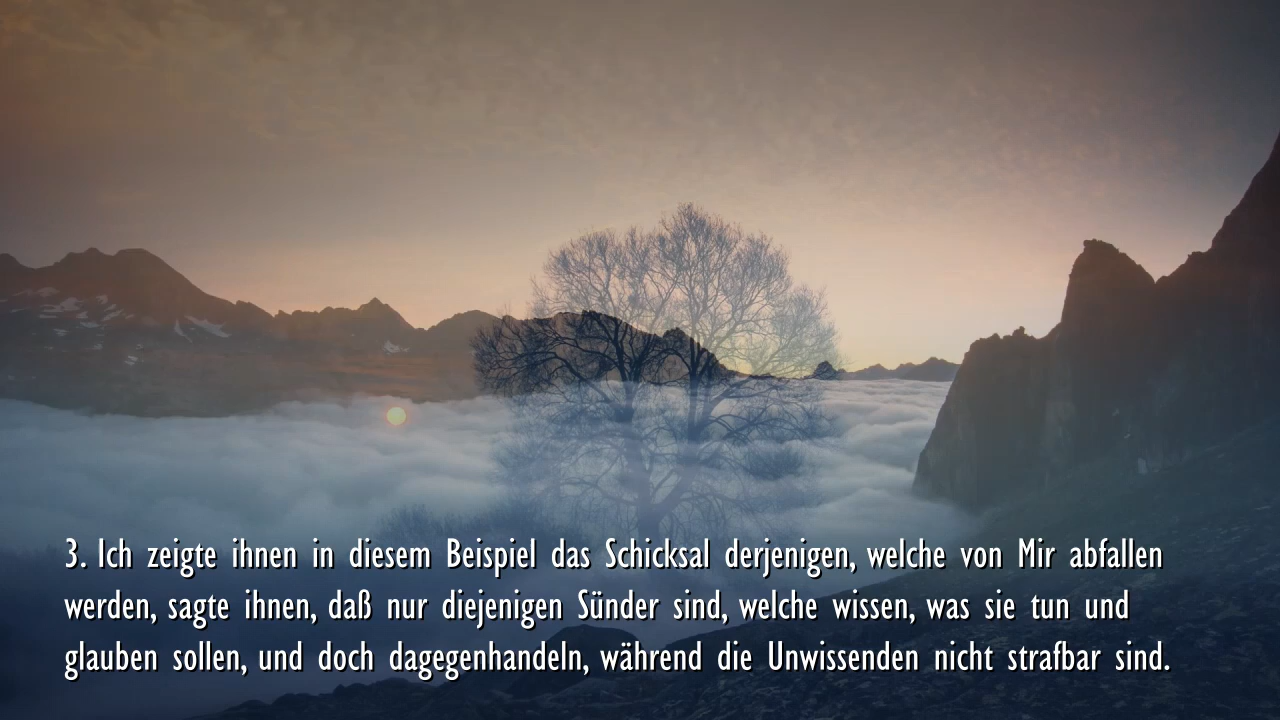 3. Ich zeigte ihnen in diesem Beispiel das Schicksal derjenigen, welche von Mir abfallen
werden, sagte ihnen, daß nur diejenigen Sünder sind, welche wissen, was sie tun und
glauben sollen, und doch dagegenhandeln, während die Unwissenden nicht strafbar sind.